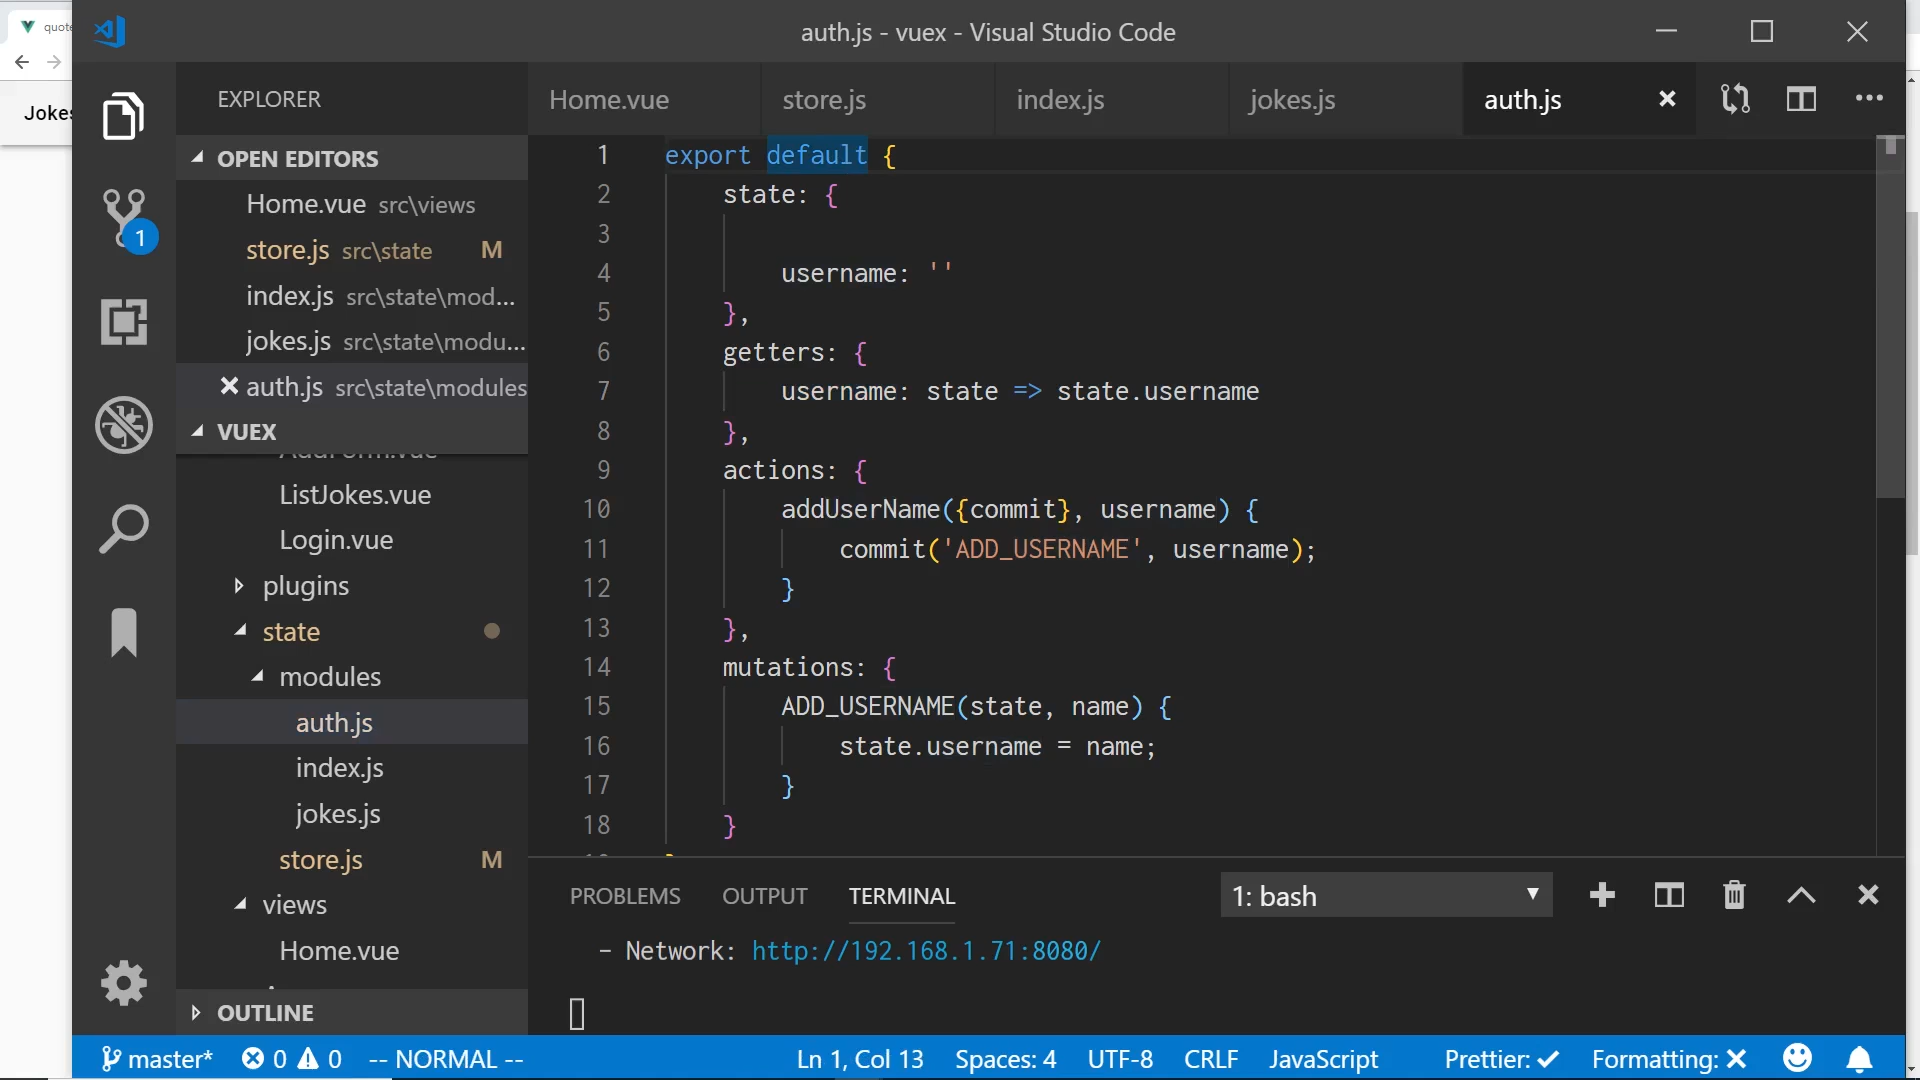 quote
Jokes
auth.js - vuex - Visual Studio Code
EXPLORER
Home.vue
store.js
index.js
jokes.js
auth.js
OPEN EDITORS
Home.vue src\views
store.js src\state M
index.js src\state\mod...
jokes.js src\state\modu...
auth.js src\state\modules
VUEX
ListJokes.vue
Login.vue
plugins
state
modules
auth.js
index.js
jokes.js
store.js M
views
Home.vue
OUTLINE
1
1 export default {
2 state: {
3
4 username: ''
5 },
6 getters: {
7 username: state => state.username
8 },
9 actions: {
10 addUserName({commit}, username) {
11 commit('ADD_USERNAME', username);
12 }
13 },
14 mutations: {
15 ADD_USERNAME(state, name) {
16 state.username = name;
17 }
18 }
PROBLEMS OUTPUT TERMINAL 1: bash
- Network: http://192.168.1.71:8080/
master* 0 0 -- NORMAL -- Ln 1, Col 13 Spaces: 4 UTF-8 CRLF JavaScript Prettier: ✓ Formatting: ✕